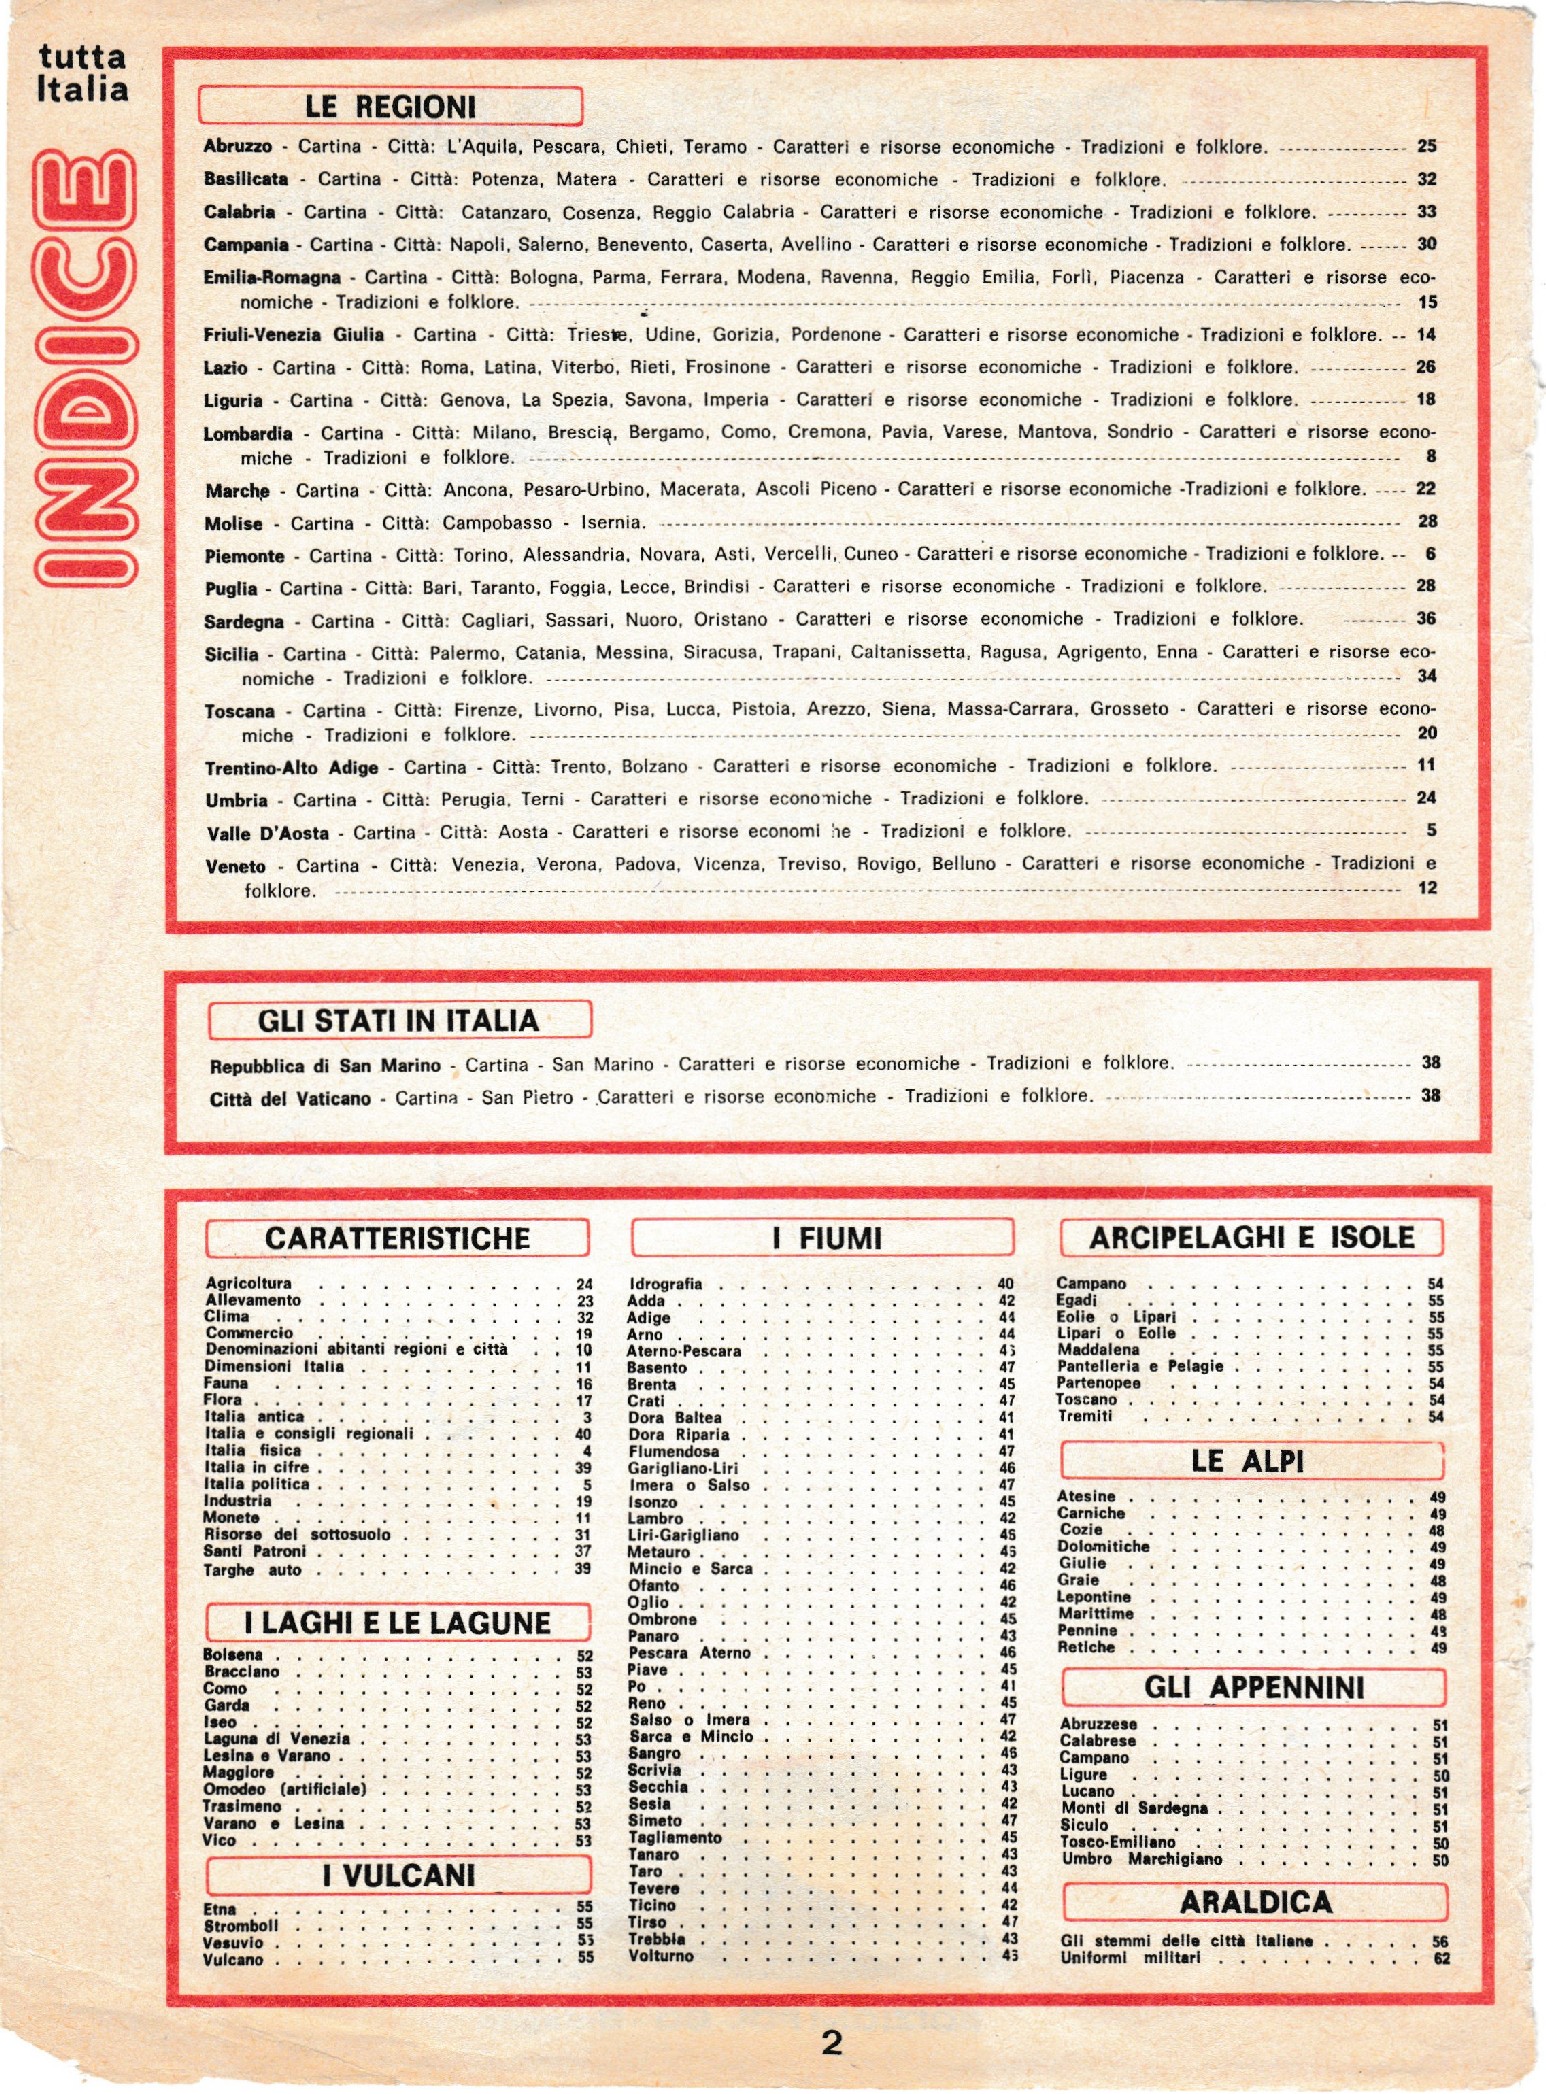 tutta
Italia
INDICE
LE REGIONI
Abruzzo - Cartina - Città: L'Aquila, Pescara, Chieti, Teramo - Caratteri e risorse economiche - Tradizioni e folklore. 25
Basilicata - Cartina - Città: Potenza, Matera - Caratteri e risorse economiche - Tradizioni e folklore. 32
Calabria - Cartina - Città: Catanzaro, Cosenza, Reggio Calabria - Caratteri e risorse economiche - Tradizioni e folklore. 33
Campania - Cartina - Città: Napoli, Salerno, Benevento, Caserta, Avellino - Caratteri e risorse economiche - Tradizioni e folklore. 30
Emilia-Romagna - Cartina - Città: Bologna, Parma, Ferrara, Modena, Ravenna, Reggio Emilia, Forlì, Piacenza - Caratteri e risorse eco-
nomiche - Tradizioni e folklore. 15
Friuli-Venezia Giulia - Cartina - Città: Trieste, Udine, Gorizia, Pordenone - Caratteri e risorse economiche - Tradizioni e folklore. 14
Lazio - Cartina - Città: Roma, Latina, Viterbo, Rieti, Frosinone - Caratteri e risorse economiche - Tradizioni e folklore. 26
Liguria - Cartina - Città: Genova, La Spezia, Savona, Imperia - Caratteri e risorse economiche - Tradizioni e folklore. 18
Lombardia - Cartina - Città: Milano, Brescia, Bergamo, Como, Cremona, Pavia, Varese, Mantova, Sondrio - Caratteri e risorse econo-
miche - Tradizioni e folklore. 8
Marche - Cartina - Città: Ancona, Pesaro-Urbino, Macerata, Ascoli Piceno - Caratteri e risorse economiche -Tradizioni e folklore. 22
Molise - Cartina - Città: Campobasso - Isernia. 28
Piemonte - Cartina - Città: Torino, Alessandria, Novara, Asti, Vercelli, Cuneo - Caratteri e risorse economiche - Tradizioni e folklore. 6
Puglia - Cartina - Città: Bari, Taranto, Foggia, Lecce, Brindisi - Caratteri e risorse economiche - Tradizioni e folklore. 28
Sardegna - Cartina - Città: Cagliari, Sassari, Nuoro, Oristano - Caratteri e risorse economiche - Tradizioni e folklore. 36
Sicilia - Cartina - Città: Palermo, Catania, Messina, Siracusa, Trapani, Caltanissetta, Ragusa, Agrigento, Enna - Caratteri e risorse eco-
nomiche - Tradizioni e folklore. 34
Toscana - Cartina - Città: Firenze, Livorno, Pisa, Lucca, Pistoia, Arezzo, Siena, Massa-Carrara, Grosseto - Caratteri e risorse econo-
miche - Tradizioni e folklore. 20
Trentino-Alto Adige - Cartina - Città: Trento, Bolzano - Caratteri e risorse economiche - Tradizioni e folklore. 11
Umbria - Cartina - Città: Perugia, Terni - Caratteri e risorse economiche - Tradizioni e folklore. 24
Valle D'Aosta - Cartina - Città: Aosta - Caratteri e risorse economiche - Tradizioni e folklore. 5
Veneto - Cartina - Città: Venezia, Verona, Padova, Vicenza, Treviso, Rovigo, Belluno - Caratteri e risorse economiche - Tradizioni e
folklore. 12
GLI STATI IN ITALIA
Repubblica di San Marino - Cartina - San Marino - Caratteri e risorse economiche - Tradizioni e folklore. 38
Città del Vaticano - Cartina - San Pietro - Caratteri e risorse economiche - Tradizioni e folklore. 38
CARATTERISTICHE
Agricoltura 24
Allevamento 23
Clima 32
Commercio 19
Denominazioni abitanti regioni e città 10
Dimensioni Italia 11
Fauna 16
Flora 17
Italia antica 3
Italia e consigli regionali 40
Italia fisica 4
Italia in cifre 39
Italia politica 5
Industria 19
Monete 11
Risorse del sottosuolo 31
Santi Patroni 37
Targhe auto 39
I LAGHI E LE LAGUNE
Bolsena 52
Bracciano 53
Como 52
Garda 52
Iseo 52
Laguna di Venezia 53
Lesina e Varano 53
Maggiore 52
Omodeo (artificiale) 53
Trasimeno 52
Varano e Lesina 53
Vico 53
I VULCANI
Etna 55
Stromboli 55
Vesuvio 55
Vulcano 55
I FIUMI
Idrografia 40
Adda 42
Adige 44
Arno 44
Aterno-Pescara
Basento 47
Brenta 45
Crati 47
Dora Baltea 41
Dora Riparia 41
Flumendosa 47
Garigliano-Liri 46
Imera o Salso 47
Isonzo 45
Lambro 42
Liri-Garigliano 46
Metauro
Mincio e Sarca 42
Ofanto 46
Oglio 42
Ombrone 45
Panaro 43
Pescara Aterno 46
Piave 45
Po 41
Reno 45
Salso o Imera 47
Sarca e Mincio 42
Sangro 46
Scrivia 43
Secchia 43
Sesia 42
Simeto 47
Tagliamento 45
Tanaro 43
Taro 43
Tevere 44
Ticino 42
Tirso 47
Trebbia 43
Volturno
ARCIPELAGHI E ISOLE
Campano 54
Egadi 55
Eolie o Lipari 55
Lipari o Eolie 55
Maddalena 55
Pantelleria e Pelagie 55
Partenopee 54
Toscano 54
Tremiti 54
LE ALPI
Atesine 49
Carniche 49
Cozie 48
Dolomitiche 49
Giulie 49
Graie 48
Lepontine 49
Marittime 48
Pennine
Retiche 49
GLI APPENNINI
Abruzzese 51
Calabrese 51
Campano 51
Ligure 50
Lucano 51
Monti di Sardegna 51
Siculo 51
Tosco-Emiliano 50
Umbro Marchigiano 50
ARALDICA
Gli stemmi delle città italiane 56
Uniformi militari 62
2